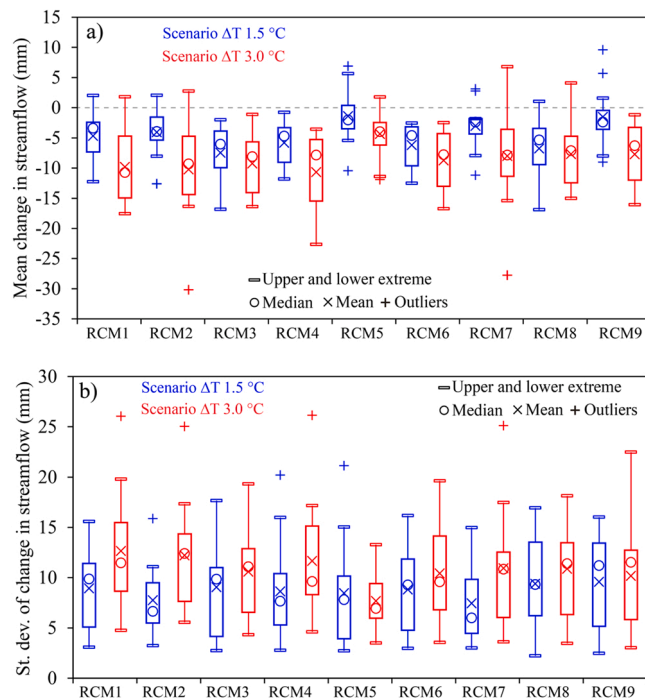 a)
Scenario ΔT 1.5 °C
Scenario ΔT 3.0 °C
Mean change in streamflow (mm)
15
10
5
0
-5
-10
-15
-20
-25
-30
-35
Upper and lower extreme
Median Mean Outliers
RCM1 RCM2 RCM3 RCM4 RCM5 RCM6 RCM7 RCM8 RCM9
b)
Scenario ΔT 1.5 °C
Scenario ΔT 3.0 °C
Upper and lower extreme
Median Mean Outliers
St. dev. of change in streamflow (mm)
30
25
20
15
10
5
0
RCM1 RCM2 RCM3 RCM4 RCM5 RCM6 RCM7 RCM8 RCM9